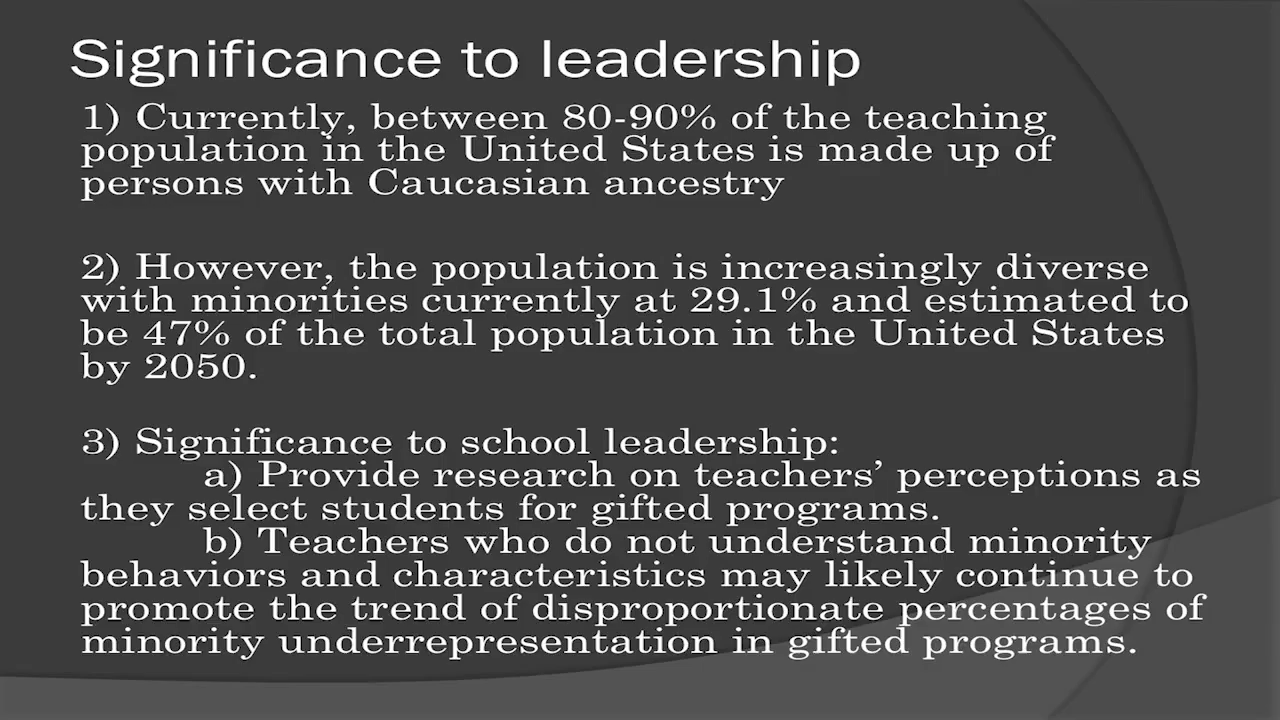 Significance to leadership
1) Currently, between 80-90% of the teaching
population in the United States is made up of
persons with Caucasian ancestry
2) However, the population is increasingly diverse
with minorities currently at 29.1% and estimated to
be 47% of the total population in the United States
by 2050.
3) Significance to school leadership:
a) Provide research on teachers’ perceptions as
they select students for gifted programs.
b) Teachers who do not understand minority
behaviors and characteristics may likely continue to
promote the trend of disproportionate percentages of
minority underrepresentation in gifted programs.